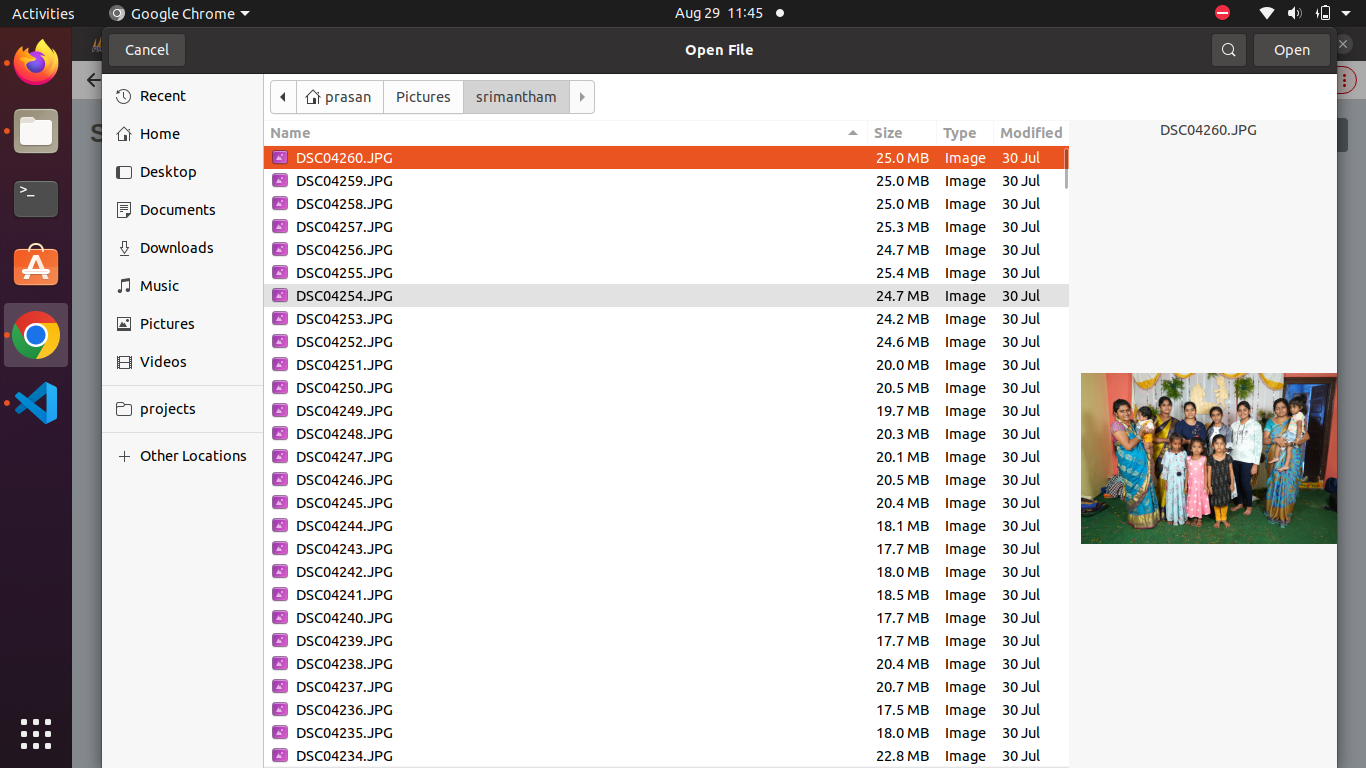 Activities Google Chrome Aug 29 11:45
Cancel Open File Open
Recent
Home
Desktop
Documents
Downloads
Music
Pictures
Videos
projects
Other Locations
prasan Pictures srimantham
Name Size Type Modified
DSC04260.JPG 25.0 MB Image 30 Jul
DSC04259.JPG 25.0 MB Image 30 Jul
DSC04258.JPG 25.0 MB Image 30 Jul
DSC04257.JPG 25.3 MB Image 30 Jul
DSC04256.JPG 24.7 MB Image 30 Jul
DSC04255.JPG 25.4 MB Image 30 Jul
DSC04254.JPG 24.7 MB Image 30 Jul
DSC04253.JPG 24.2 MB Image 30 Jul
DSC04252.JPG 24.6 MB Image 30 Jul
DSC04251.JPG 20.0 MB Image 30 Jul
DSC04250.JPG 20.5 MB Image 30 Jul
DSC04249.JPG 19.7 MB Image 30 Jul
DSC04248.JPG 20.3 MB Image 30 Jul
DSC04247.JPG 20.1 MB Image 30 Jul
DSC04246.JPG 20.5 MB Image 30 Jul
DSC04245.JPG 20.4 MB Image 30 Jul
DSC04244.JPG 18.1 MB Image 30 Jul
DSC04243.JPG 17.7 MB Image 30 Jul
DSC04242.JPG 18.0 MB Image 30 Jul
DSC04241.JPG 18.5 MB Image 30 Jul
DSC04240.JPG 17.7 MB Image 30 Jul
DSC04239.JPG 17.7 MB Image 30 Jul
DSC04238.JPG 20.4 MB Image 30 Jul
DSC04237.JPG 20.7 MB Image 30 Jul
DSC04236.JPG 17.5 MB Image 30 Jul
DSC04235.JPG 18.0 MB Image 30 Jul
DSC04234.JPG 22.8 MB Image 30 Jul
DSC04260.JPG